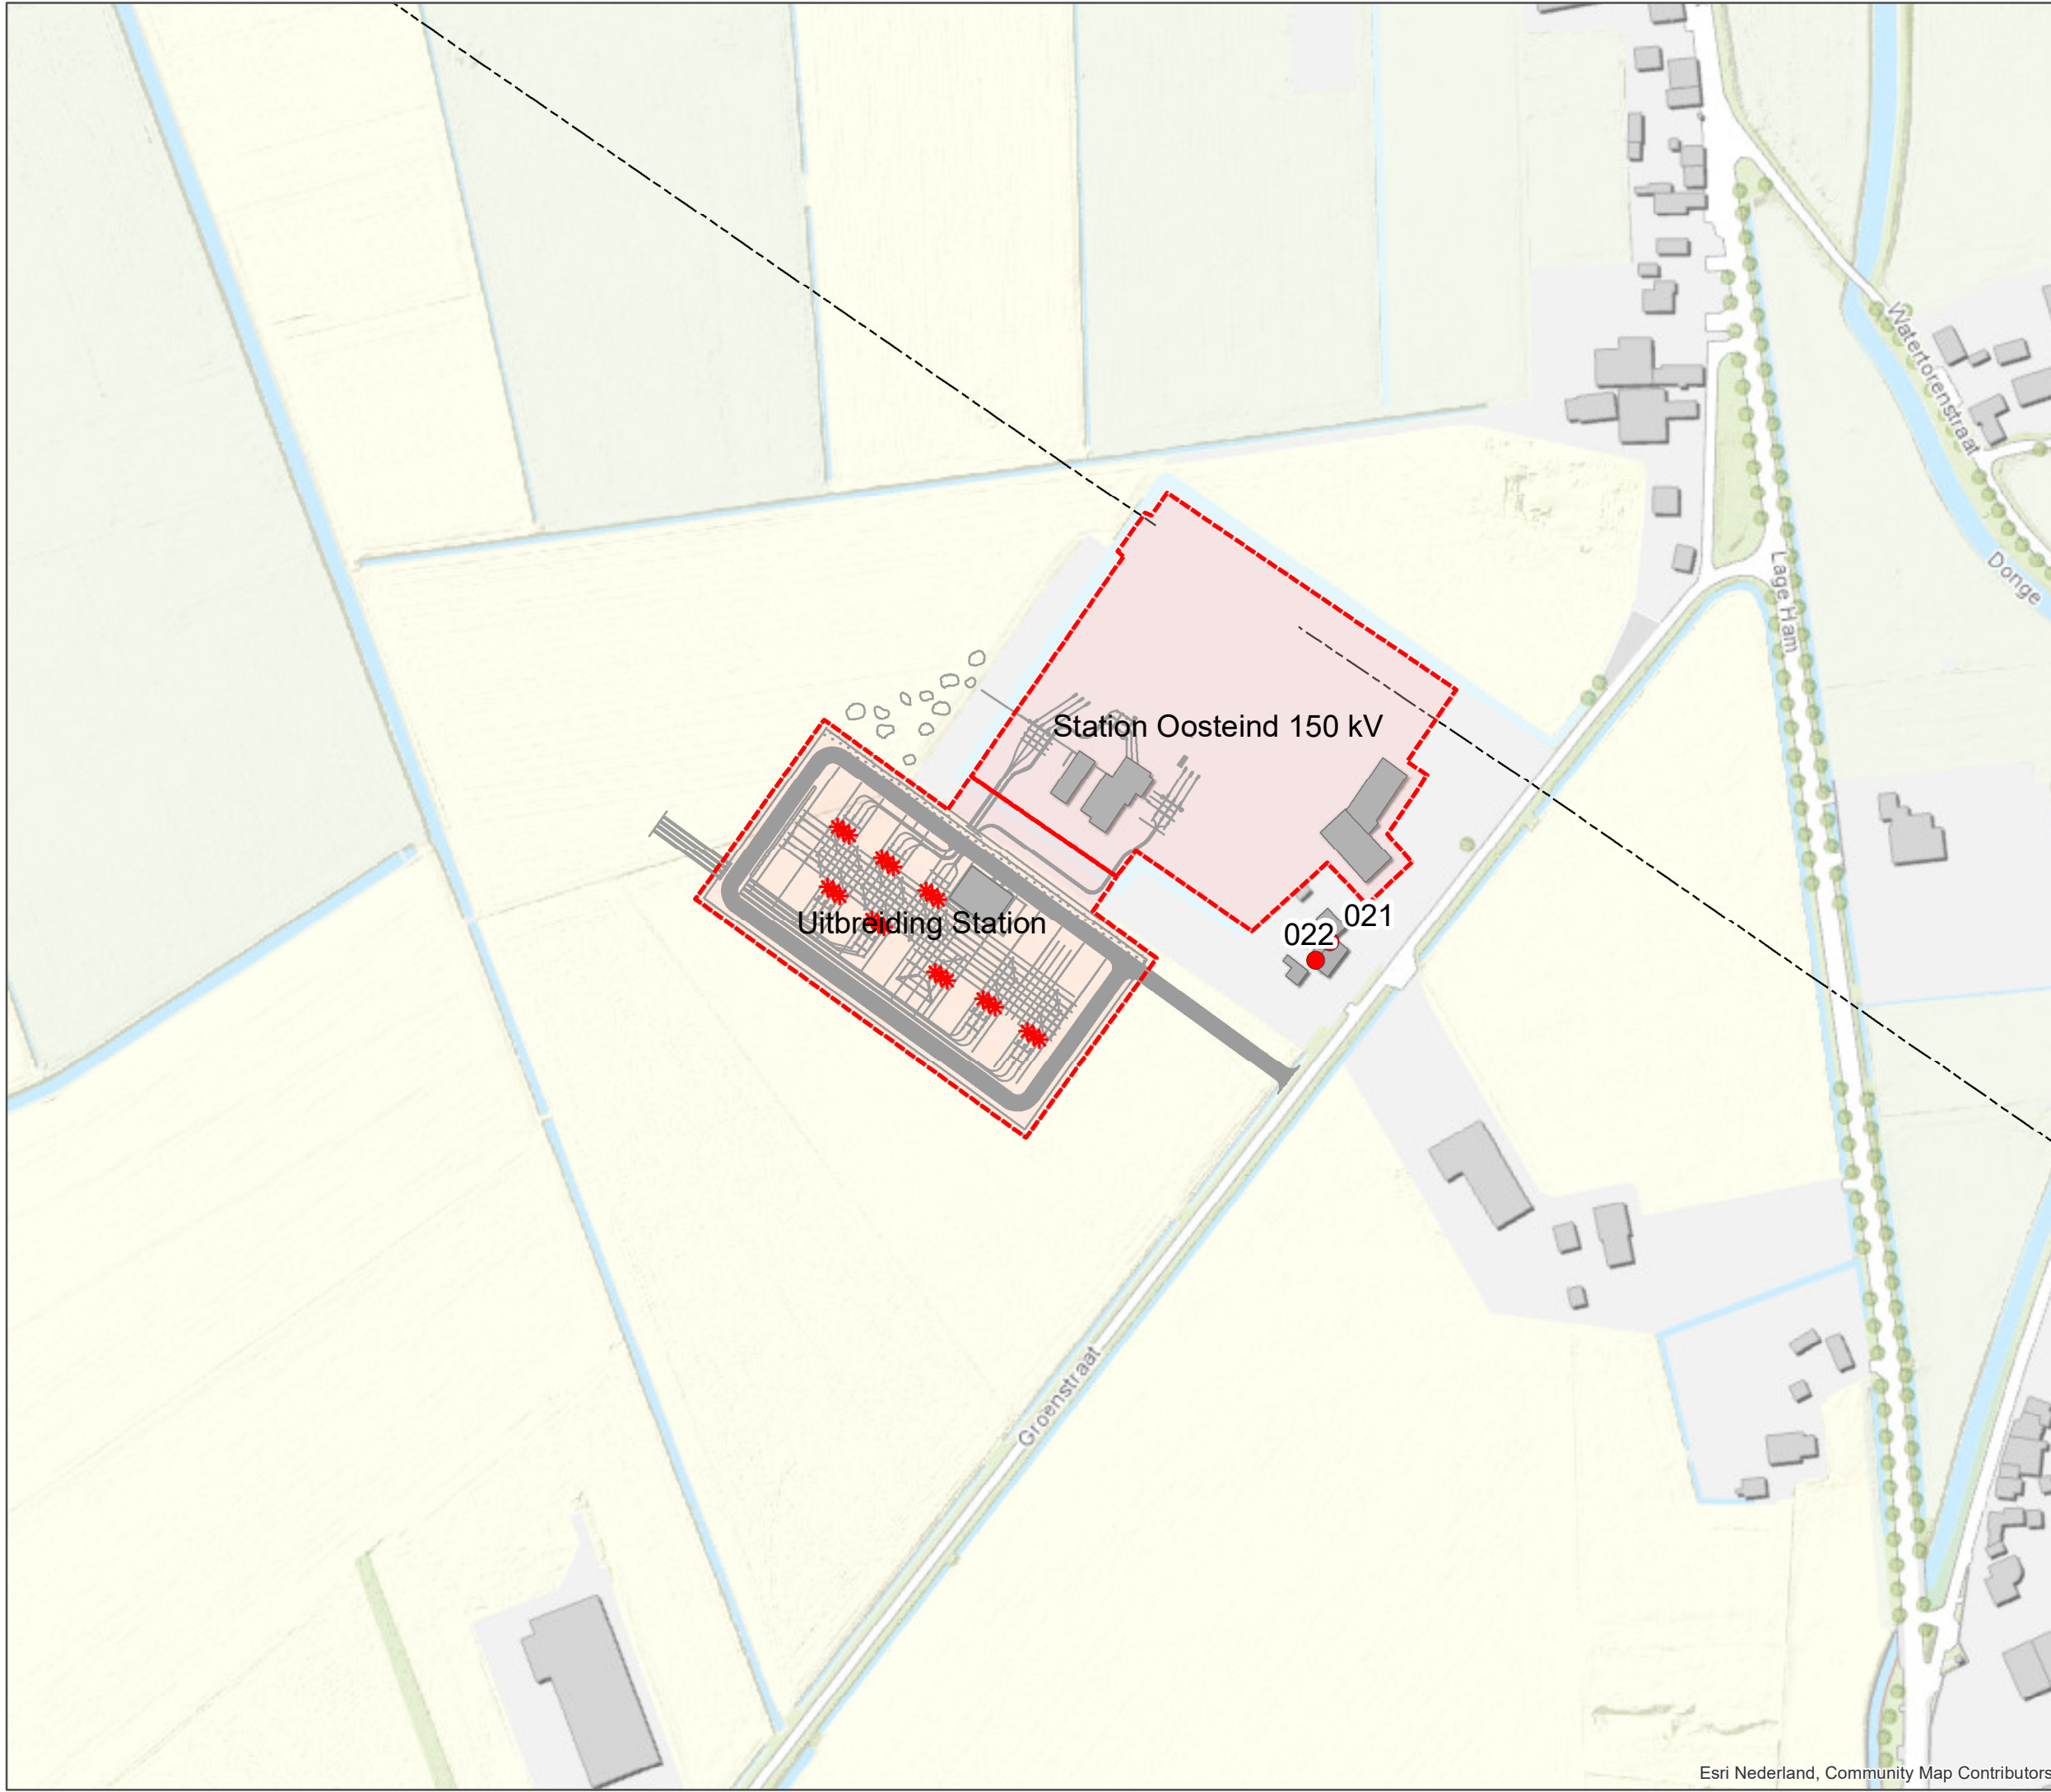 Watertorenstraat
Donge
Lage Ham
Station Oosteind 150 kV
021
022
Uitbreiding Station
Groenstraat
Esri Nederland, Community Map Contributors